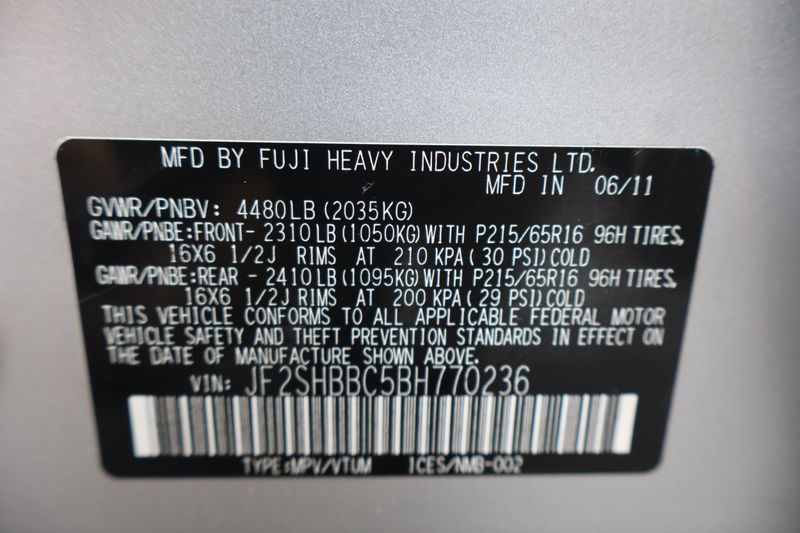 MFD BY FUJI HEAVY INDUSTRIES LTD.
MFD IN 06/11
GVWR/PNBV: 4480LB (2035KG)
GAWR/PNBE:FRONT- 2310LB (1050KG) WITH P215/65R16 96H TIRES,
16X6 1/2J RIMS AT 210 KPA (30 PSI) COLD
GAWR/PNBE:REAR - 2410LB (1095KG) WITH P215/65R16 96H TIRES,
16X6 1/2J RIMS AT 200 KPA (29 PSI) COLD
THIS VEHICLE CONFORMS TO ALL APPLICABLE FEDERAL MOTOR
VEHICLE SAFETY AND THEFT PREVENTION STANDARDS IN EFFECT ON
THE DATE OF MANUFACTURE SHOWN ABOVE.
VIN: JF2SHBBC5BH770236
TYPE:MPV/VTUM ICES/NMB-002